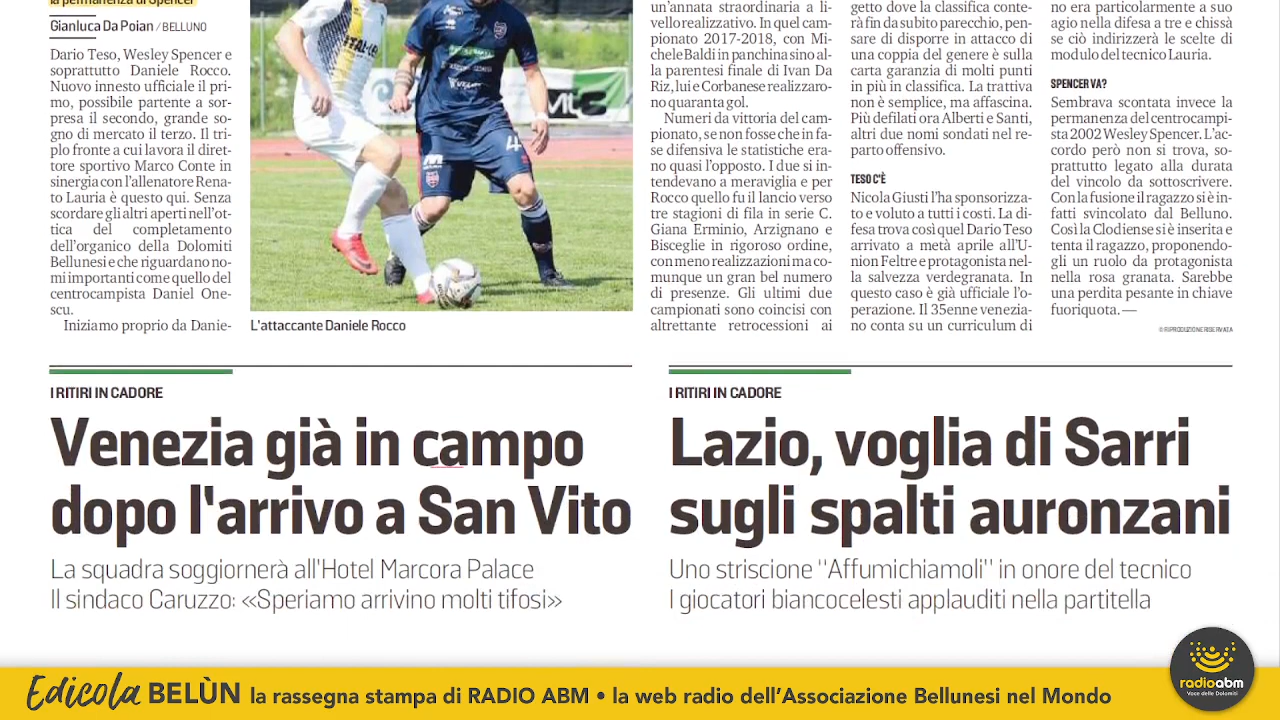 la permanenza di Spencer
Gianluca Da Poian / BELLUNO
Dario Teso, Wesley Spencer e
soprattutto Daniele Rocco.
Nuovo innesto ufficiale il pri-
mo, possibile partente a sor-
presa il secondo, grande so-
gno di mercato il terzo. Il tri-
plo fronte a cui lavora il diret-
tore sportivo Marco Conte in
sinergia con l'allenatore Rena-
to Lauria è questo qui. Senza
scordare gli altri aperti nell'ot-
tica del completamento
dell'organico della Dolomiti
Bellunesi e che riguardano no-
mi importanti come quello del
centrocampista Daniel One-
scu.
Iniziamo proprio da Danie-
L'attaccante Daniele Rocco
un'annata straordinaria a li-
vello realizzativo. In quel cam-
pionato 2017-2018, con Mi-
chele Baldi in panchina sino al-
la parentesi finale di Ivan Da
Riz, lui e Corbanese realizzaro-
no quaranta gol.
Numeri da vittoria del cam-
pionato, se non fosse che in fa-
se difensiva le statistiche era-
no quasi l'opposto. I due si in-
tendevano a meraviglia e per
Rocco quello fu il lancio verso
tre stagioni di fila in serie C.
Giana Erminio, Arzignano e
Bisceglie in rigoroso ordine,
con meno realizzazioni ma co-
munque un gran bel numero
di presenze. Gli ultimi due
campionati sono coincisi con
altrettante retrocessioni ai
getto dove la classifica conte-
rà fin da subito parecchio, pen-
sare di disporre in attacco di
una coppia del genere è sulla
carta garanzia di molti punti
in più in classifica. La trattiva
non è semplice, ma affascina.
Più defilati ora Alberti e Santi,
altri due nomi sondati nel re-
parto offensivo.
TESO C'È
Nicola Giusti l'ha sponsorizza-
to e voluto a tutti i costi. La di-
fesa trova così quel Dario Teso
arrivato a metà aprile all'U-
nion Feltre e protagonista nel-
la salvezza verdegranata. In
questo caso è già ufficiale l'o-
perazione. Il 35enne venezia-
no conta su un curriculum di
no era particolarmente a suo
agio nella difesa a tre e chissà
se ciò indirizzerà le scelte di
modulo del tecnico Lauria.
SPENCER VA?
Sembrava scontata invece la
permanenza del centrocampi-
sta 2002 Wesley Spencer. L'ac-
cordo però non si trova, so-
prattutto legato alla durata
del vincolo da sottoscrivere.
Con la fusione il ragazzo si è in-
fatti svincolato dal Belluno.
Così la Clodiense si è inserita e
tenta il ragazzo, proponendo-
gli un ruolo da protagonista
nella rosa granata. Sarebbe
una perdita pesante in chiave
fuoriquota.—
© RIPRODUZIONE RISERVATA
I RITIRI IN CADORE
Venezia già in campo
dopo l'arrivo a San Vito
La squadra soggiornerà all'Hotel Marcora Palace
Il sindaco Caruzzo: «Speriamo arrivino molti tifosi»
I RITIRI IN CADORE
Lazio, voglia di Sarri
sugli spalti auronzani
Uno striscione "Affumichiamoli" in onore del tecnico
I giocatori biancocelesti applauditi nella partitella
Edicola BELÙN la rassegna stampa di RADIO ABM • la web radio dell'Associazione Bellunesi nel Mondo
radioabm
Voce delle Dolomiti